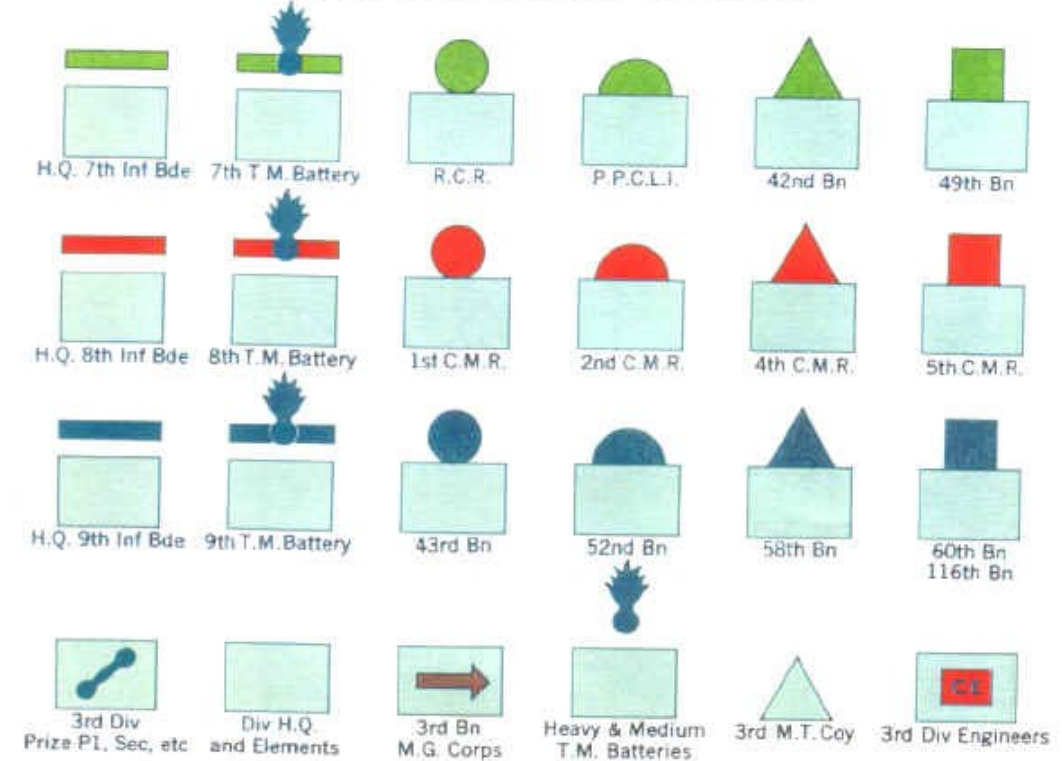 H.Q. 7th Inf Bde
7th T M. Battery
R.C.R.
P P.C.L.I.
42nd Bn
49th Bn
H.Q. 8th Inf Bde
8th T.M. Battery
1st C.M.R.
2nd C.M.R.
4th C.M.R.
5th C.M.R.
H.Q. 9th Inf Bde
9th T.M.Battery
43rd Bn
52nd Bn
58th Bn
60th Bn
116th Bn
3rd Div
Prize P1, Sec, etc
Div H.Q.
and Elements
3rd Bn
M.G. Corps
Heavy & Medium
T.M. Batteries
3rd M.T. Coy
CE
3rd Div Engineers